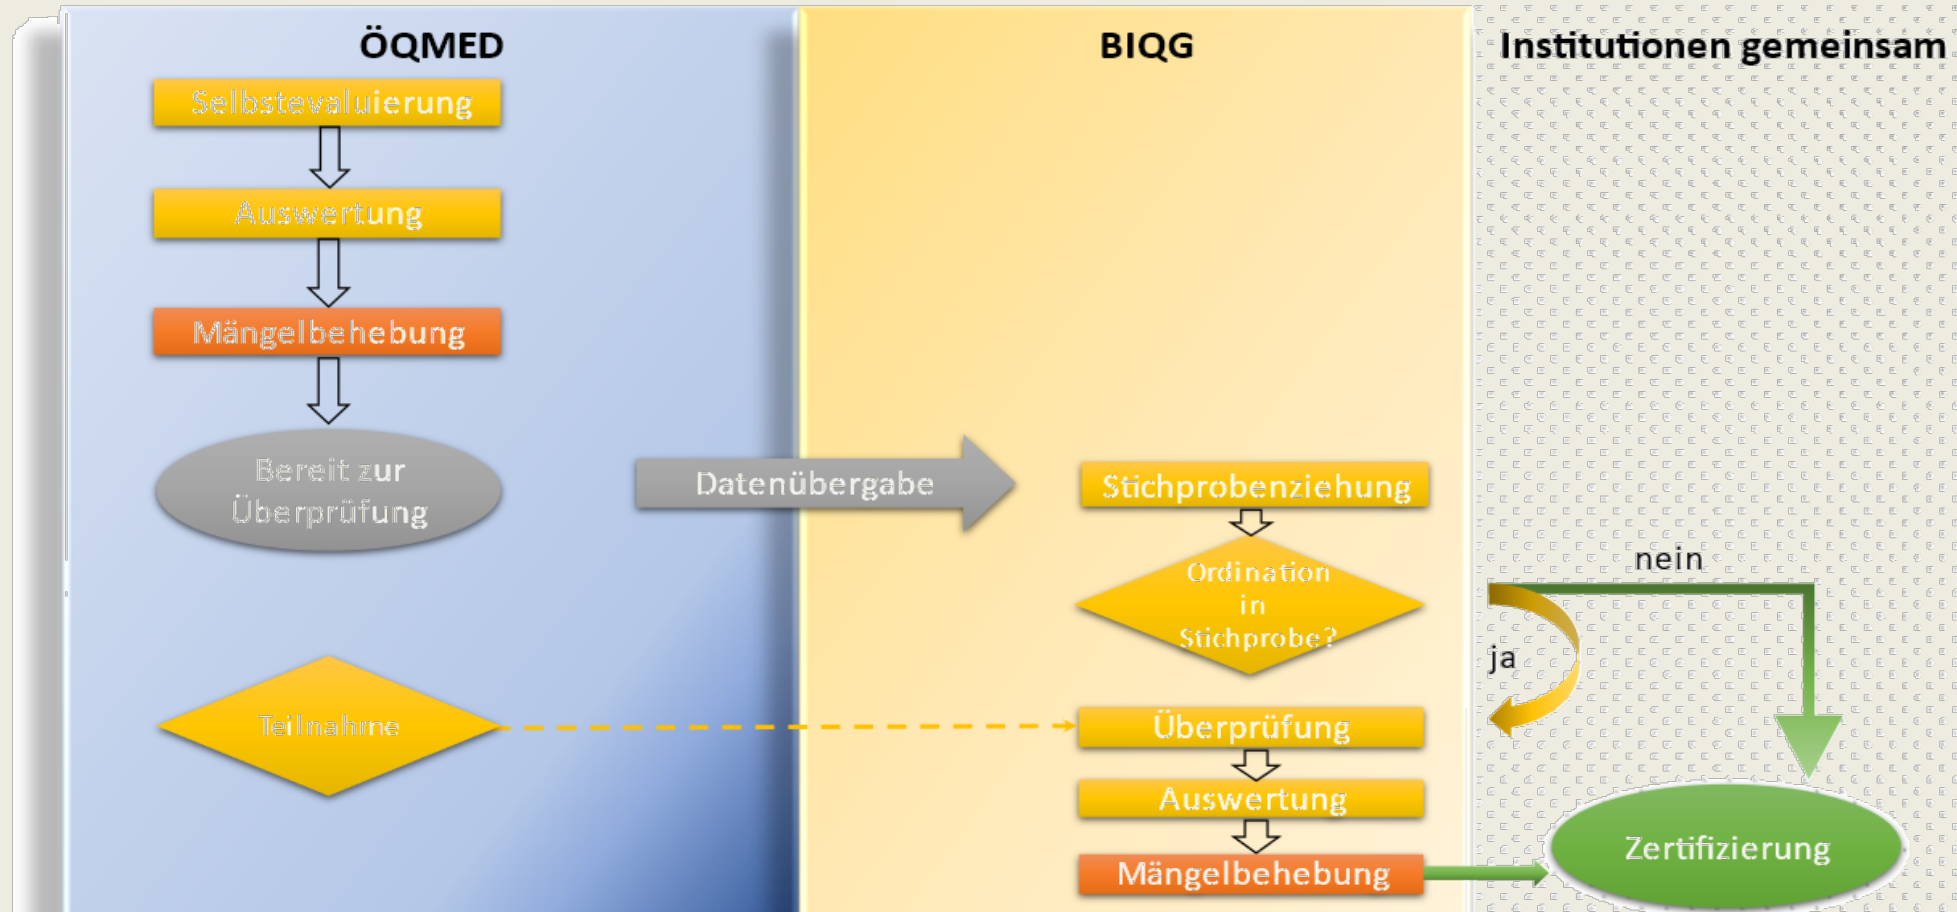 ÖQMED
Selbstevaluierung
Auswertung
Mängelbehebung
Bereit zur
Überprüfung
Teilnahme
Datenübergabe
BIQG
Stichprobenziehung
Ordination
in
Stichprobe?
Überprüfung
Auswertung
Mängelbehebung
Institutionen gemeinsam
nein
ja
Zertifizierung